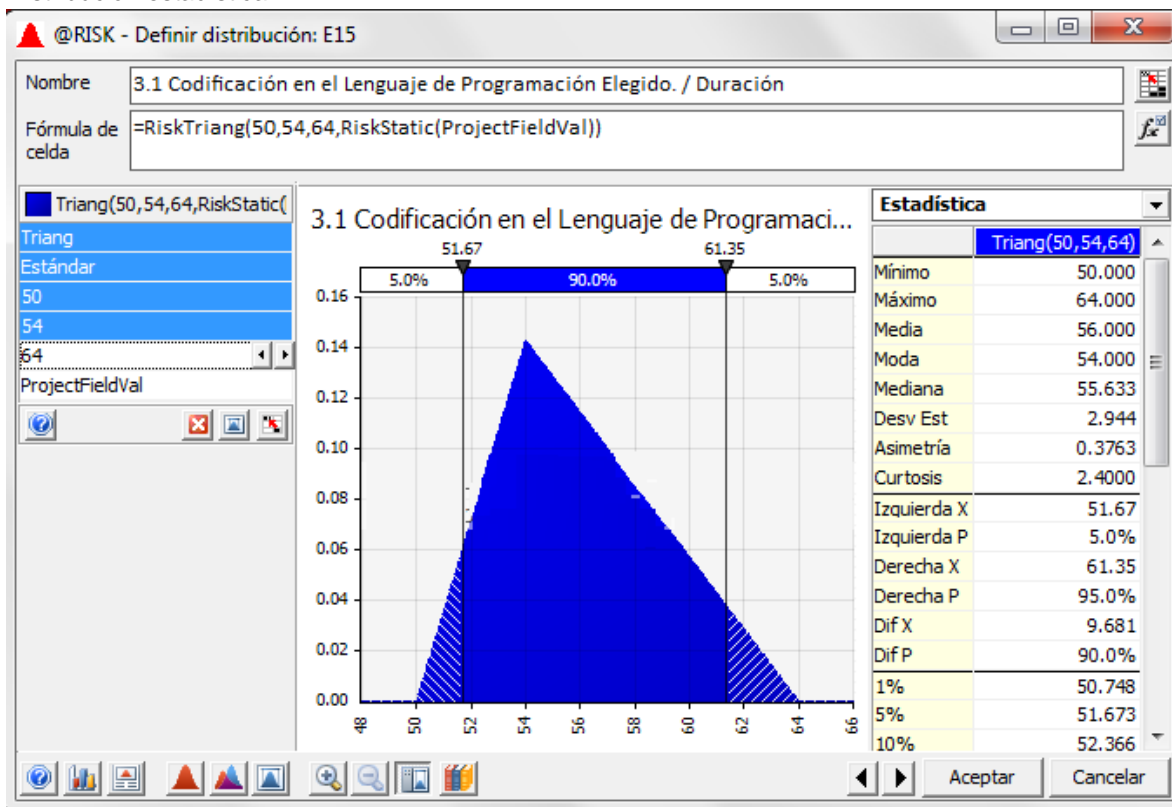 @RISK - Definir distribución: E15
Nombre
3.1 Codificación en el Lenguaje de Programación Elegido. / Duración
Fórmula de celda
=RiskTriang(50,54,64,RiskStatic(ProjectFieldVal))
Triang(50,54,64,RiskStatic(
Triang
Estándar
50
54
64
ProjectFieldVal
3.1 Codificación en el Lenguaje de Programaci...
51.67 61.35
5.0% 90.0% 5.0%
0.16
0.14
0.12
0.10
0.08
0.06
0.04
0.02
0.00
48 50 52 54 56 58 60 62 64 66
Estadística
Triang(50,54,64)
Mínimo 50.000
Máximo 64.000
Media 56.000
Moda 54.000
Mediana 55.633
Desv Est 2.944
Asimetría 0.3763
Curtosis 2.4000
Izquierda X 51.67
Izquierda P 5.0%
Derecha X 61.35
Derecha P 95.0%
Dif X 9.681
Dif P 90.0%
1% 50.748
5% 51.673
10% 52.366
Aceptar Cancelar